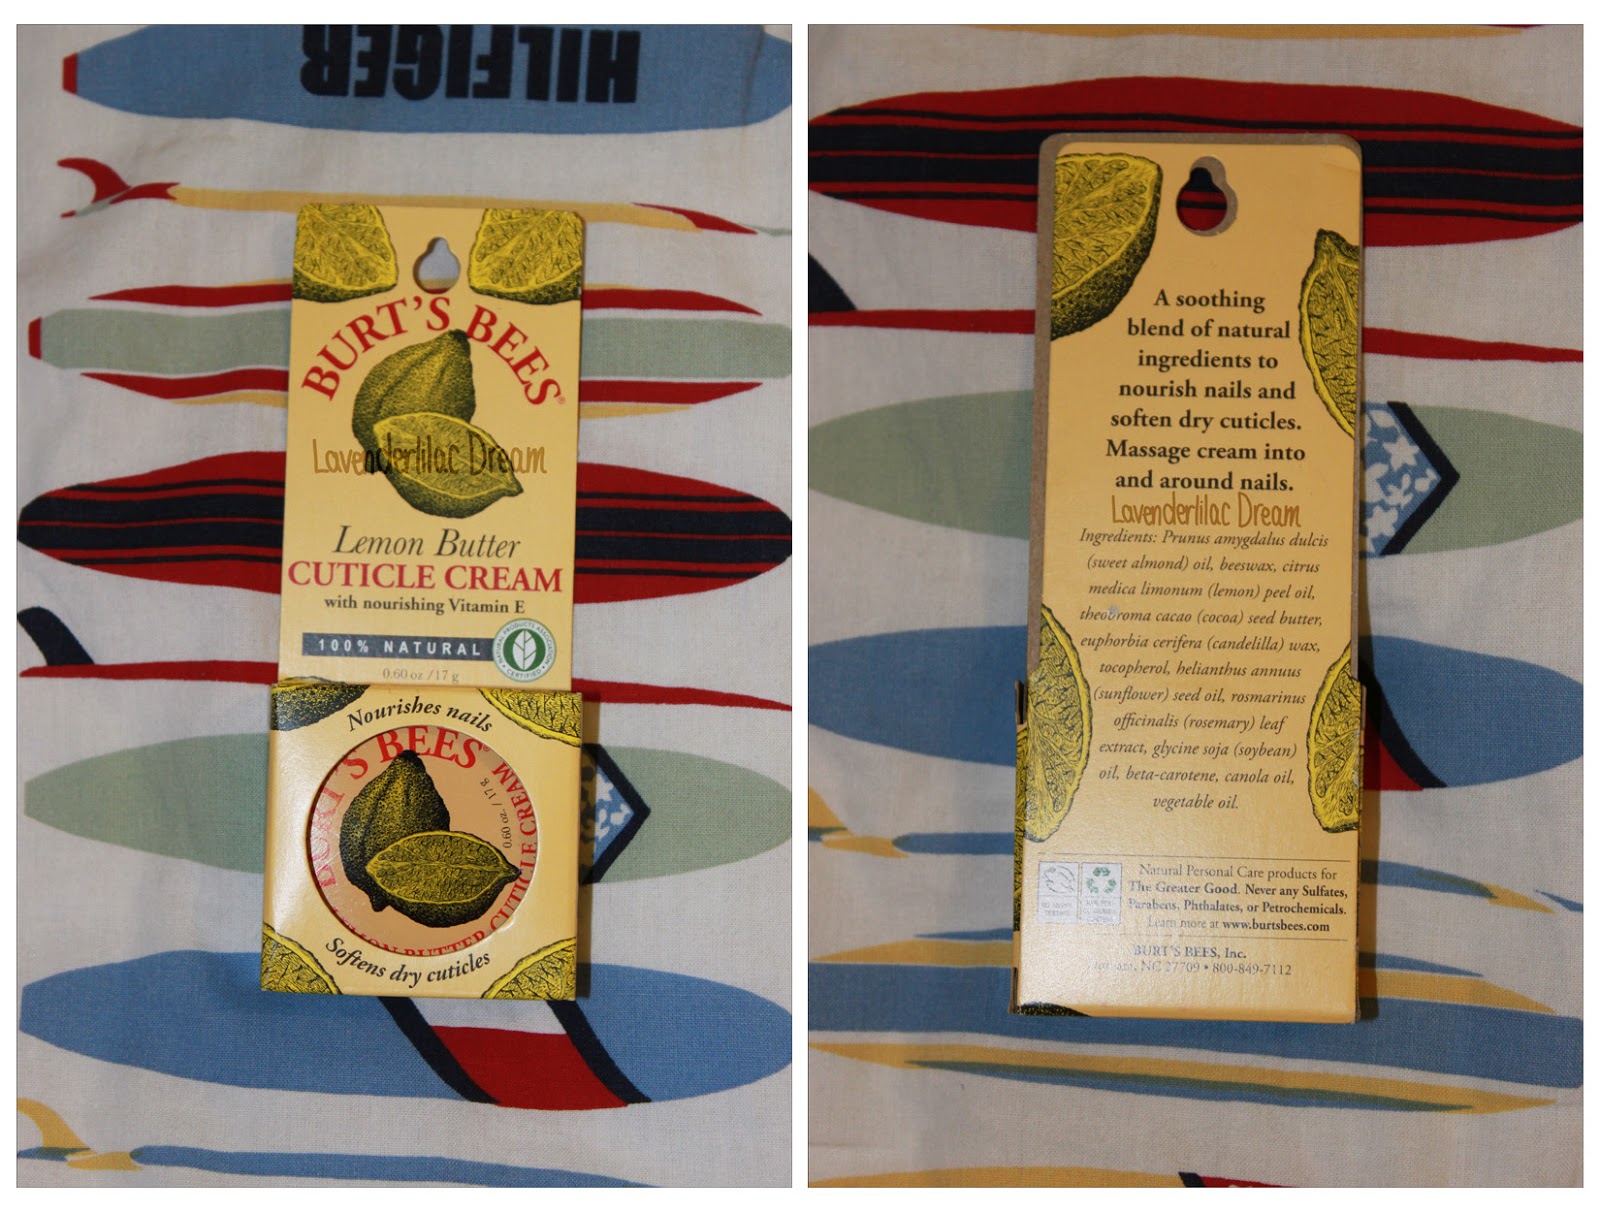 HILFIGER
BURT'S BEES®
Lavenderlilac Dream
Lemon Butter
CUTICLE CREAM
with nourishing Vitamin E
100% NATURAL
NATURAL PRODUCTS ASSOCIATION
CERTIFIED
0.60 oz / 17 g
Nourishes nails
BURT'S BEES®
0.60 oz. / 17 g
CUTICLE CREAM
Softens dry cuticles
A soothing
blend of natural
ingredients to
nourish nails and
soften dry cuticles.
Massage cream into
and around nails.
Lavenderlilac Dream
Ingredients: Prunus amygdalus dulcis
(sweet almond) oil, beeswax, citrus
medica limonum (lemon) peel oil,
theobroma cacao (cocoa) seed butter,
euphorbia cerifera (candelilla) wax,
tocopherol, helianthus annuus
(sunflower) seed oil, rosmarinus
officinalis (rosemary) leaf
extract, glycine soja (soybean)
oil, beta-carotene, canola oil,
vegetable oil.
Natural Personal Care products for
The Greater Good. Never any Sulfates,
Parabens, Phthalates, or Petrochemicals.
Learn more at www.burtsbees.com
BURT'S BEES, Inc.
NC 27709 • 800-849-7112